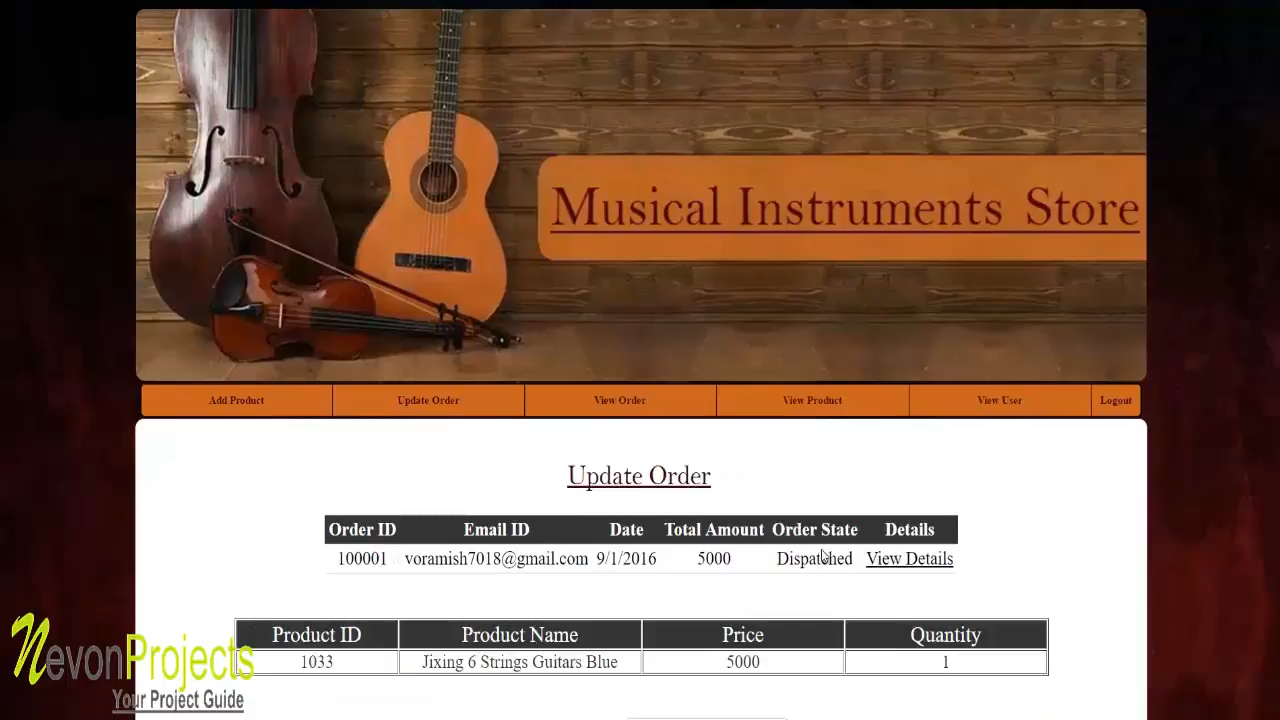 Musical Instruments Store
Add Product Update Order View Order View Product View User Logout
Update Order
Order ID Email ID Date Total Amount Order State Details
100001 voramish7018@gmail.com 9/1/2016 5000 Dispatched View Details
Product ID Product Name Price Quantity
1033 Jixing 6 Strings Guitars Blue 5000 1
NevonProjects
Your Project Guide